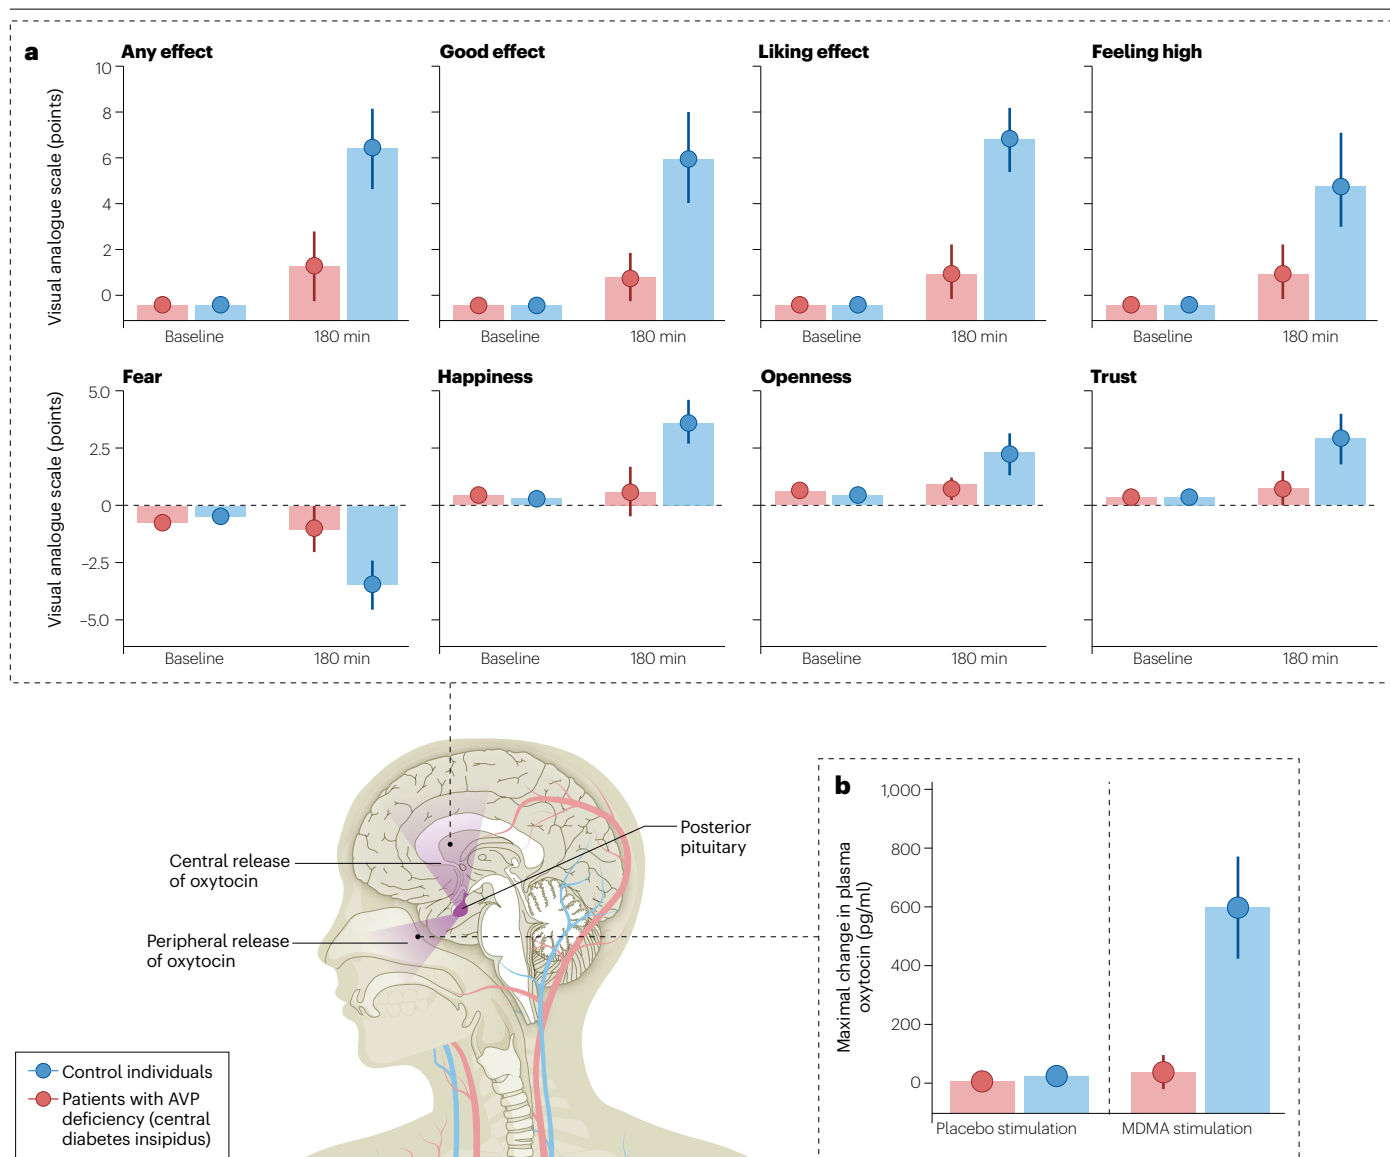 a
Any effect
Good effect
Liking effect
Feeling high
Visual analogue scale (points)
10
8
6
4
2
0
Baseline
180 min
Baseline
180 min
Baseline
180 min
Baseline
180 min
Fear
Happiness
Openness
Trust
Visual analogue scale (points)
5.0
2.5
0
–2.5
–5.0
Baseline
180 min
Baseline
180 min
Baseline
180 min
Baseline
180 min
Central release
of oxytocin
Peripheral release
of oxytocin
Posterior
pituitary
Control individuals
Patients with AVP
deficiency (central
diabetes insipidus)
b
Maximal change in plasma
oxytocin (pg/ml)
1,000
800
600
400
200
0
Placebo stimulation
MDMA stimulation